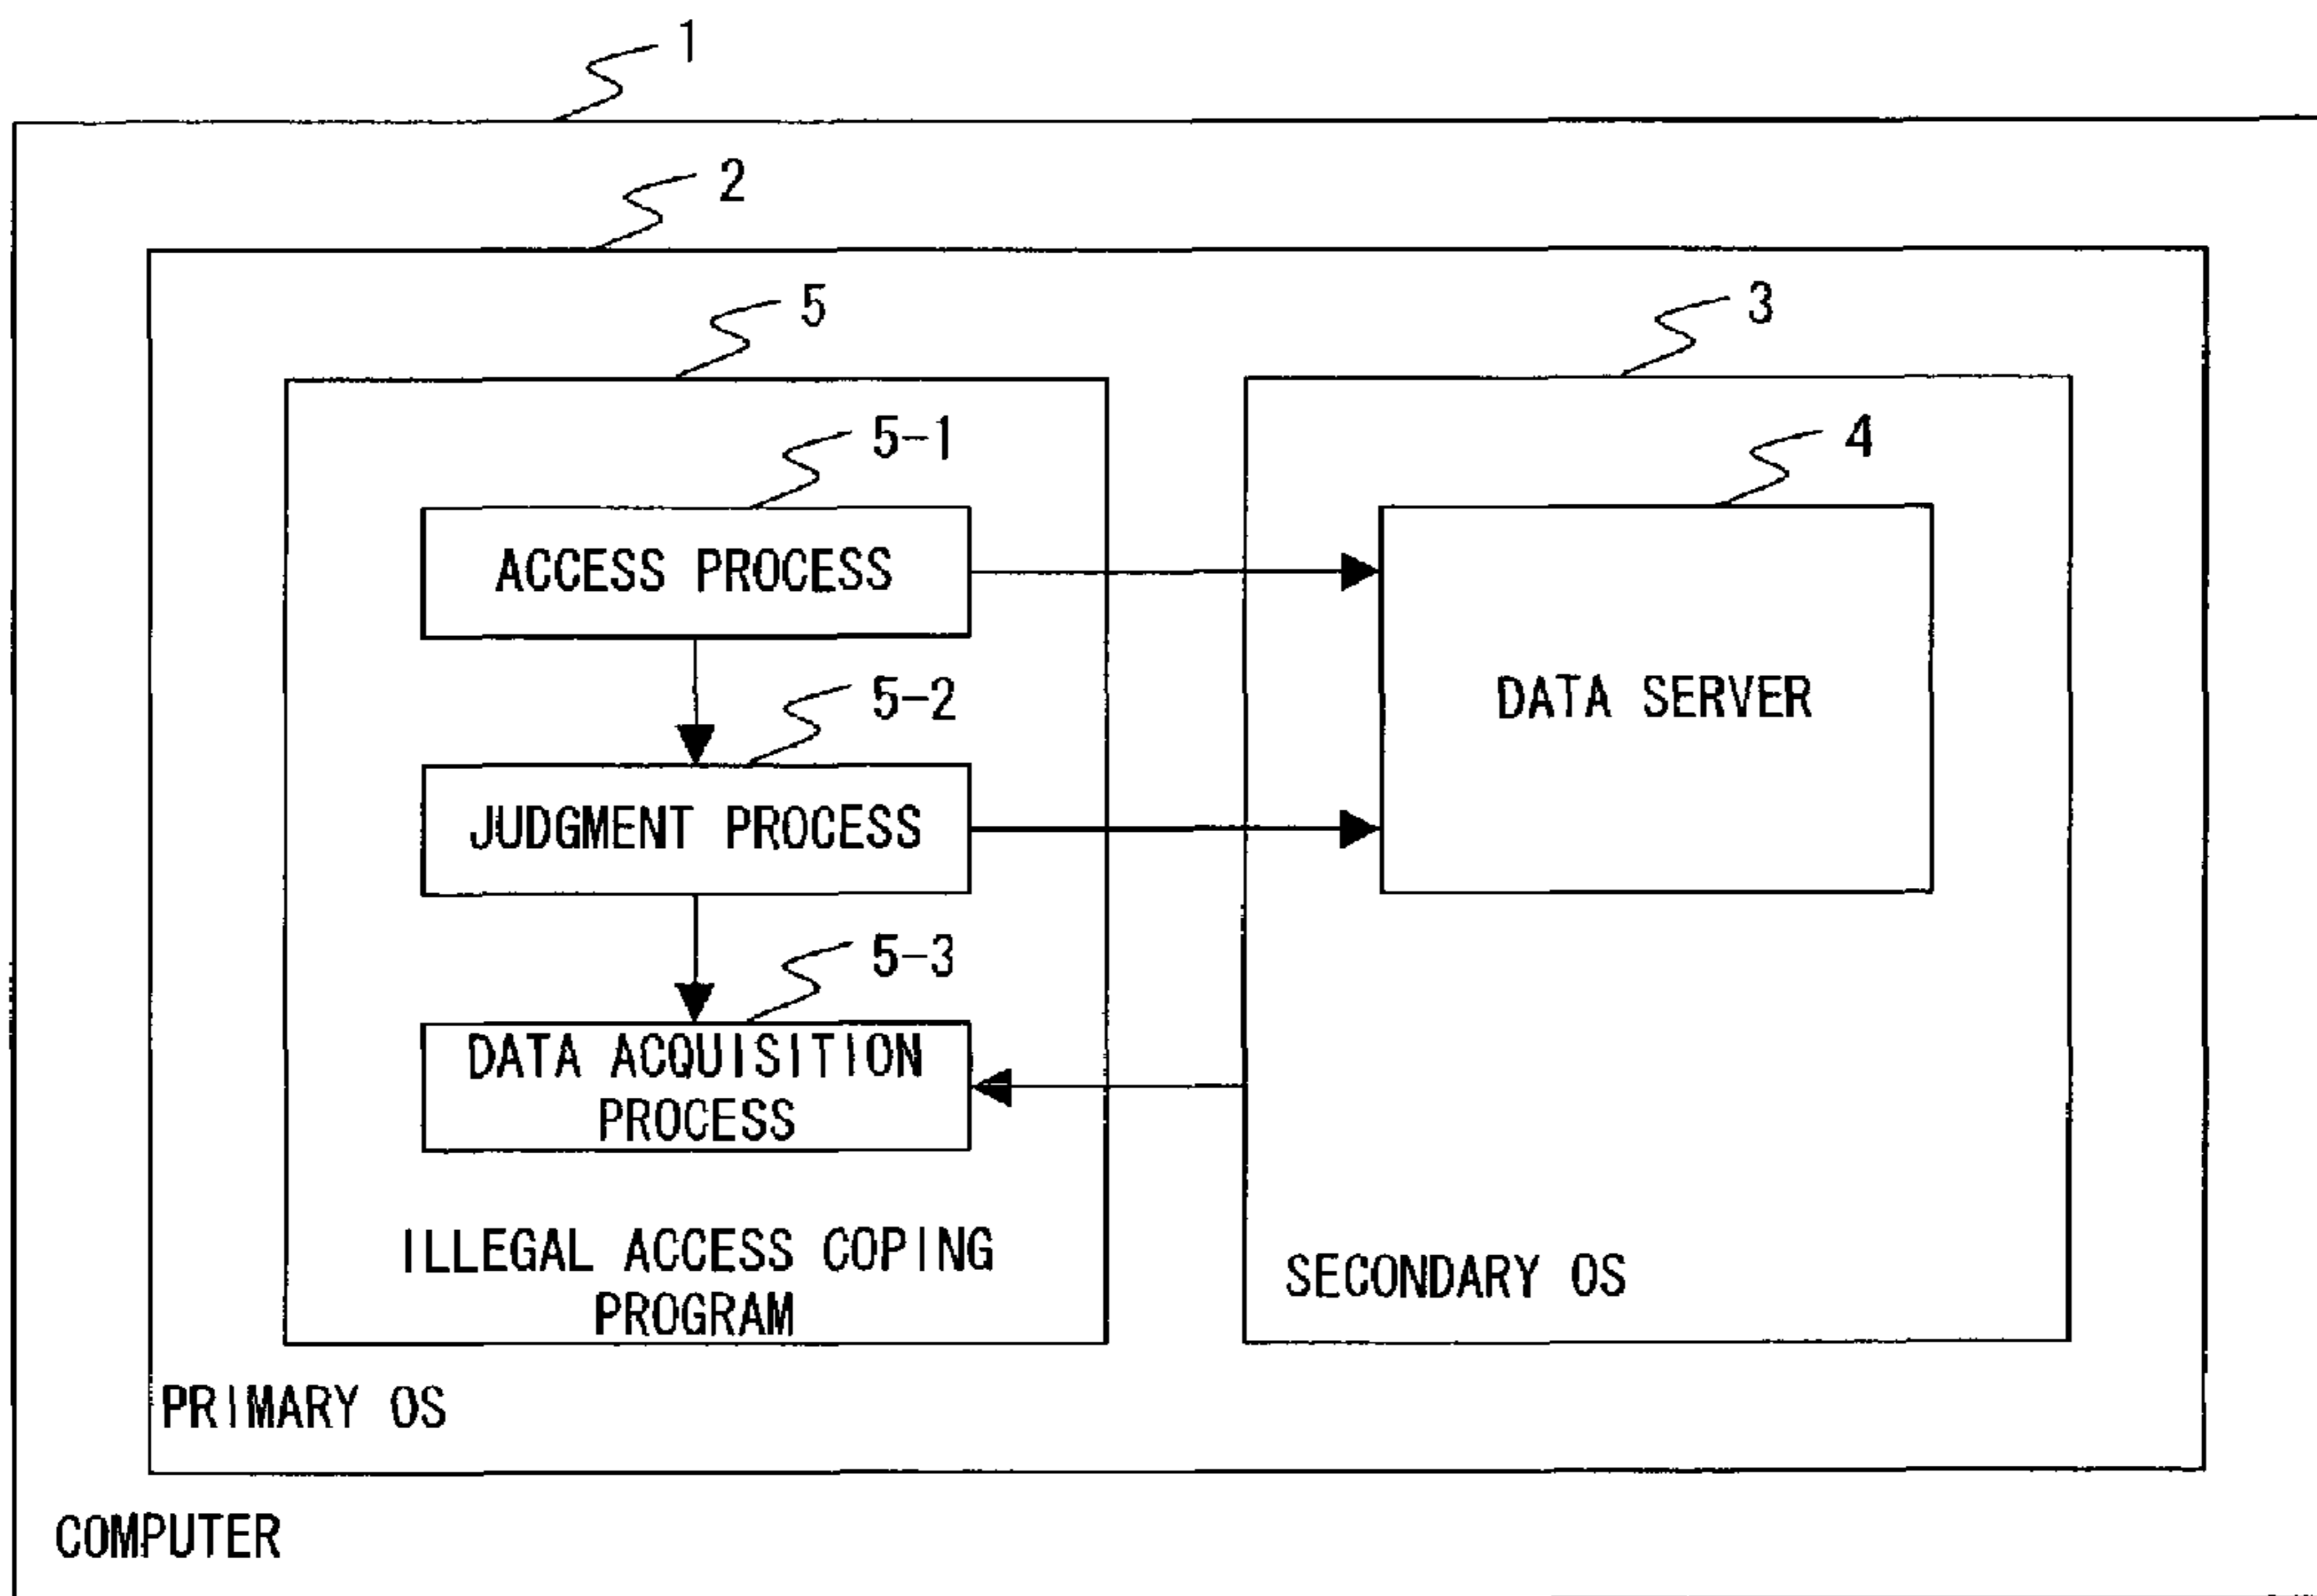 1
2
5
3
5-1
4
ACCESS PROCESS
5-2
DATA SERVER
JUDGMENT PROCESS
5-3
DATA ACQUISITION
PROCESS
ILLEGAL ACCESS COPING
PROGRAM
SECONDARY OS
PRIMARY OS
COMPUTER